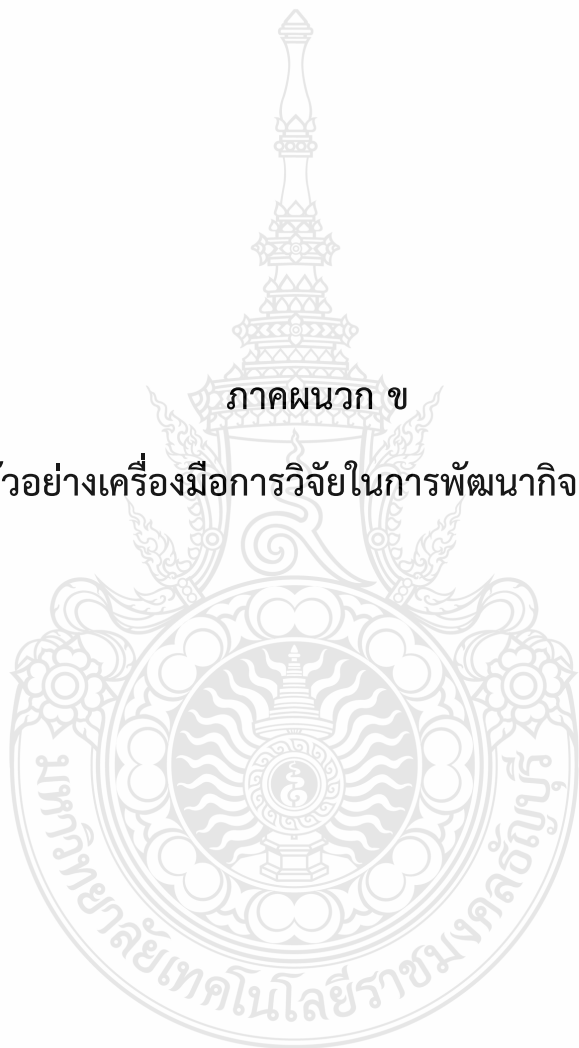 ภาคผนวก ข
วอย่างเครื่องมือการวิจัยในการพัฒนากิจ
มหาวิทยาลัยเทคโนโลยีราชมงคลธัญบุรี